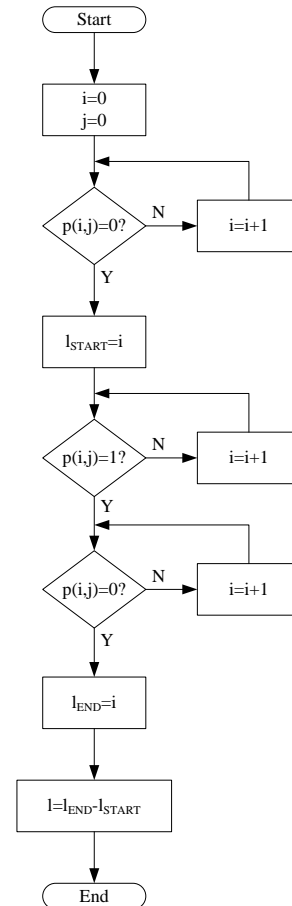 Start
i=0
j=0
p(i,j)=0?
N
i=i+1
Y
lSTART=i
p(i,j)=1?
N
i=i+1
Y
p(i,j)=0?
N
i=i+1
Y
lEND=i
l=lEND-lSTART
End